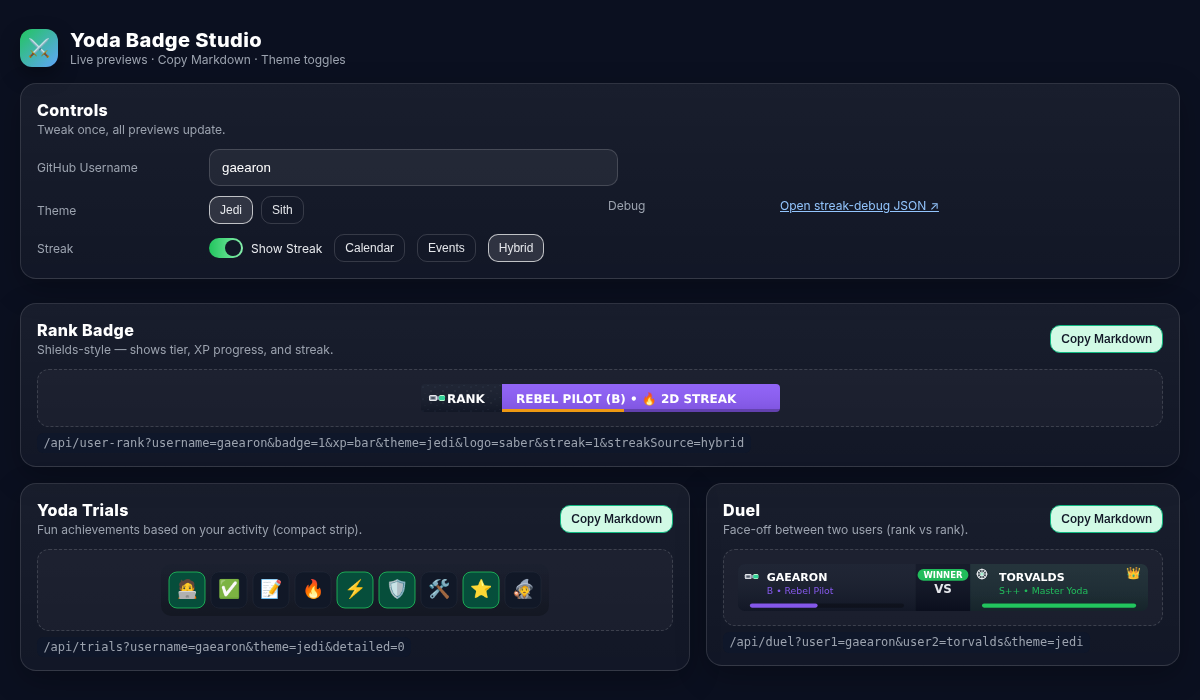 Yoda Badge Studio
Live previews · Copy Markdown · Theme toggles
Controls
Tweak once, all previews update.
GitHub Username
gaearon
Theme
Jedi
Sith
Debug
Open streak-debug JSON ↗
Streak
Show Streak
Calendar
Events
Hybrid
Rank Badge
Shields-style — shows tier, XP progress, and streak.
Copy Markdown
RANK
REBEL PILOT (B) • 🔥 2D STREAK
/api/user-rank?username=gaearon&badge=1&xp=bar&theme=jedi&logo=saber&streak=1&streakSource=hybrid
Yoda Trials
Fun achievements based on your activity (compact strip).
Copy Markdown
/api/trials?username=gaearon&theme=jedi&detailed=0
Duel
Face-off between two users (rank vs rank).
Copy Markdown
GAEARON
B • Rebel Pilot
WINNER
VS
TORVALDS
S++ • Master Yoda
/api/duel?user1=gaearon&user2=torvalds&theme=jedi